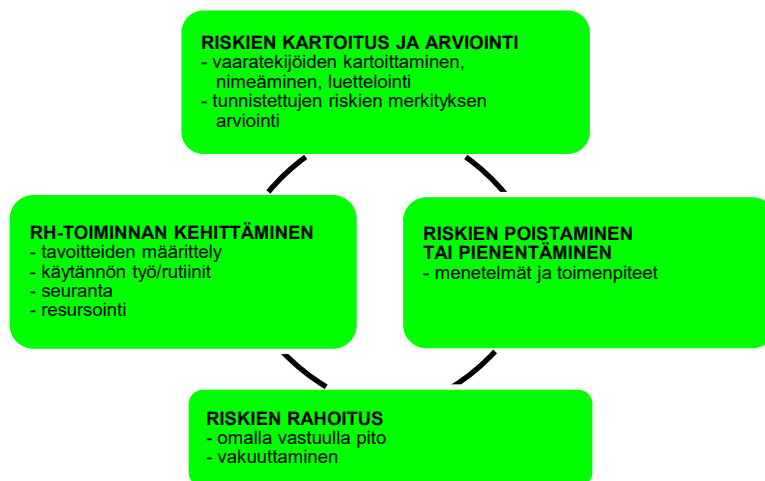 RISKIEN KARTOITUS JA ARVIOINTI
- vaaratekijöiden kartoittaminen,
nimeäminen, luettelointi
- tunnistettujen riskien merkityksen
arviointi
RH-TOIMINNAN KEHITTÄMINEN
- tavoitteiden määrittely
- käytännön työ/rutiinit
- seuranta
- resursointi
RISKIEN POISTAMINEN
TAI PIENENTÄMINEN
- menetelmät ja toimenpiteet
RISKIEN RAHOITUS
- omalla vastuulla pito
- vakuuttaminen